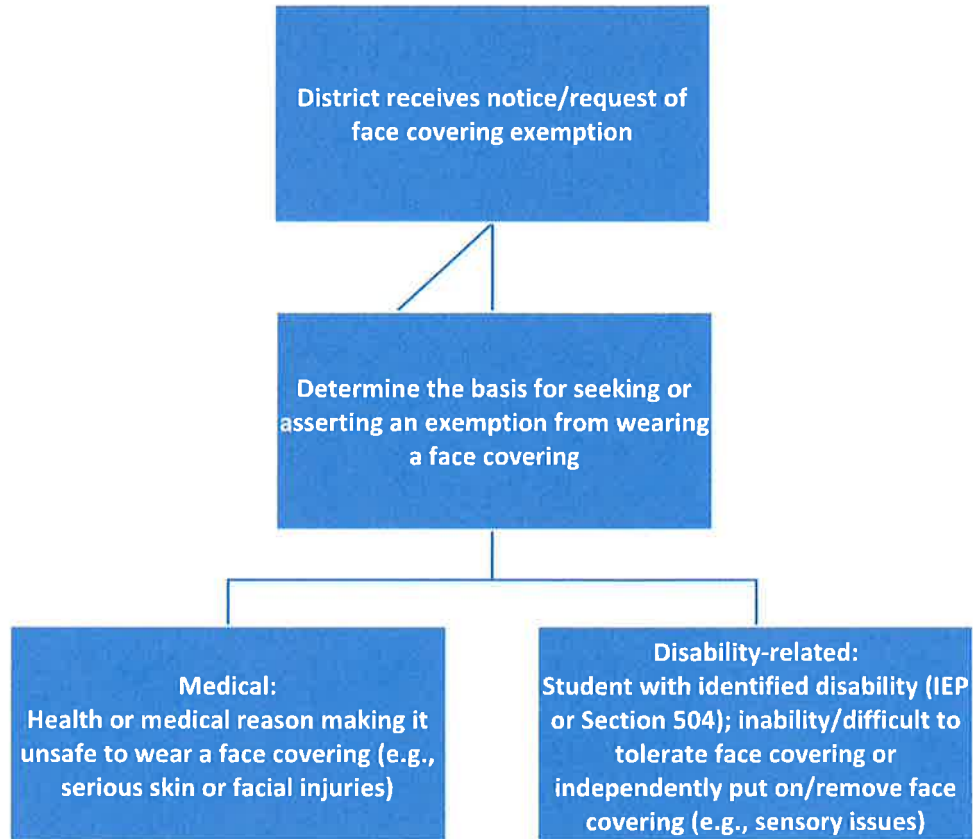 District receives notice/request of
face covering exemption
Determine the basis for seeking or
asserting an exemption from wearing
a face covering
Medical:
Health or medical reason making it
unsafe to wear a face covering (e.g.,
serious skin or facial injuries)
Disability-related:
Student with identified disability (IEP
or Section 504); inability/difficult to
tolerate face covering or
independently put on/remove face
covering (e.g., sensory issues)